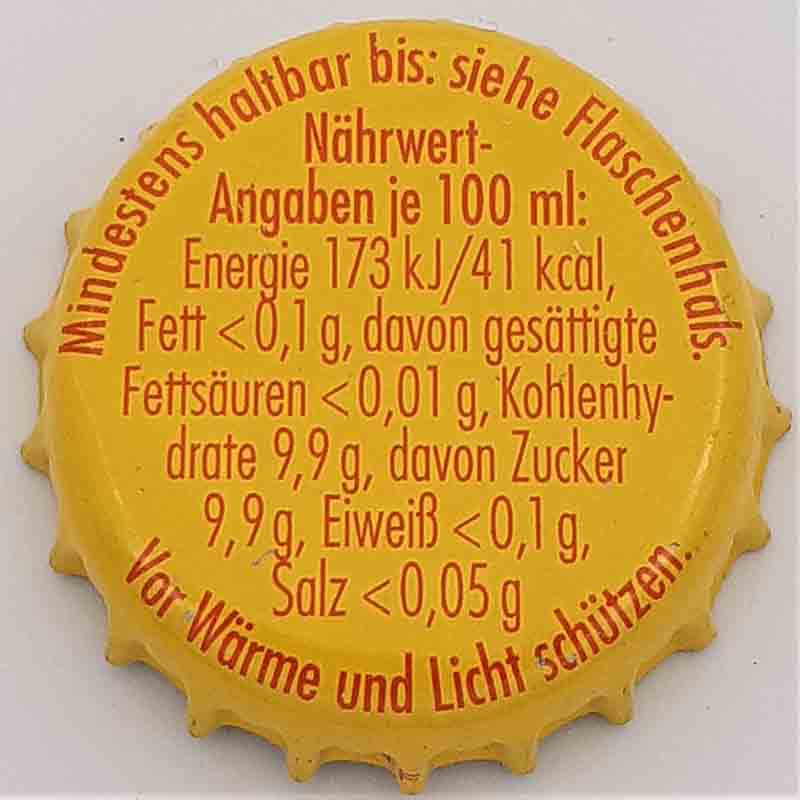 Mindestens haltbar bis: siehe Flaschenhals.
Nährwert-
Angaben je 100 ml:
Energie 173 kJ/41 kcal,
Fett <0,1 g, davon gesättigte
Fettsäuren <0,01 g, Kohlenhy-
drate 9,9 g, davon Zucker
9,9 g, Eiweiß <0,1 g,
Salz <0,05 g
Vor Wärme und Licht schützen.